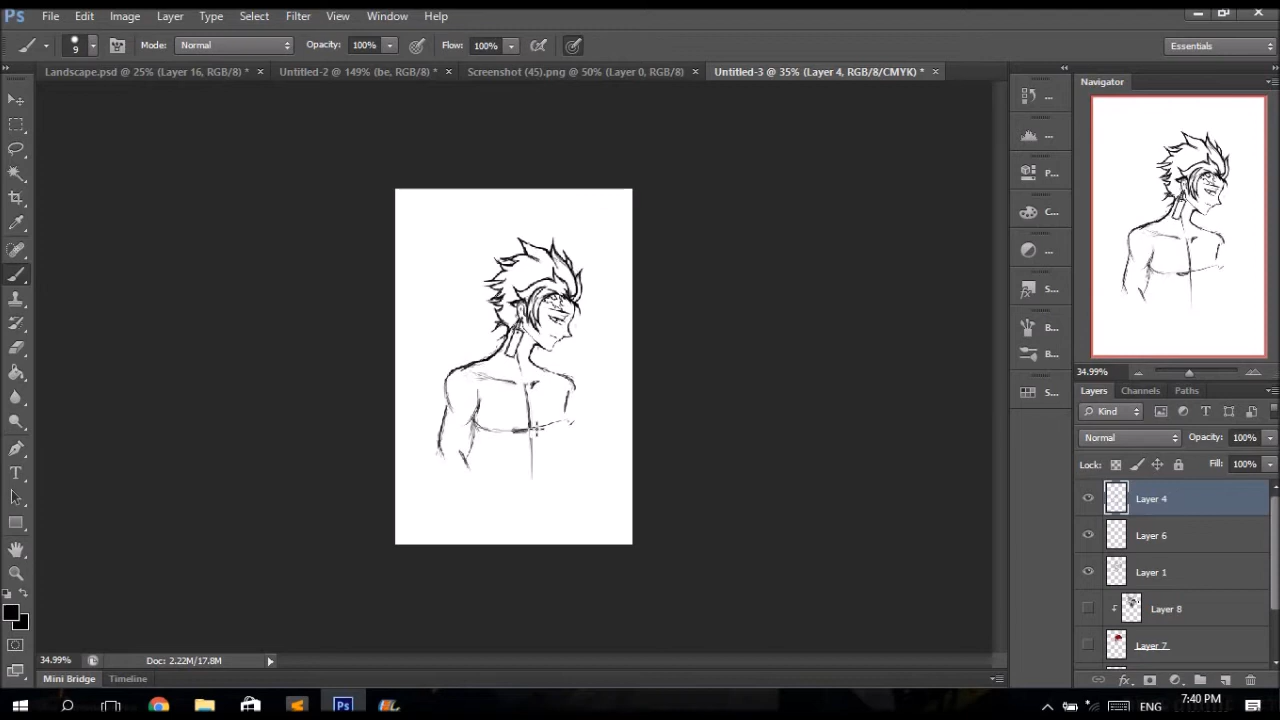 Ps File Edit Image Layer Type Select Filter View Window Help
9 Mode: Normal Opacity: 100% Flow: 100% Essentials
Landscape.psd @ 25% (Layer 16, RGB/8) * × Untitled-2 @ 149% (be, RGB/8) * × Screenshot (45).png @ 50% (Layer 0, RGB/8) × Untitled-3 @ 35% (Layer 4, RGB/8/CMYK) * ×
Navigator
...
...
P...
C...
...
S...
B...
B...
S...
34.99%
Layers Channels Paths
Kind
Normal Opacity: 100%
Lock: Fill: 100%
Layer 4
Layer 6
Layer 1
Layer 8
Layer 7
34.99% Doc: 2.22M/17.8M
Mini Bridge Timeline
Ps ENG 7:40 PM